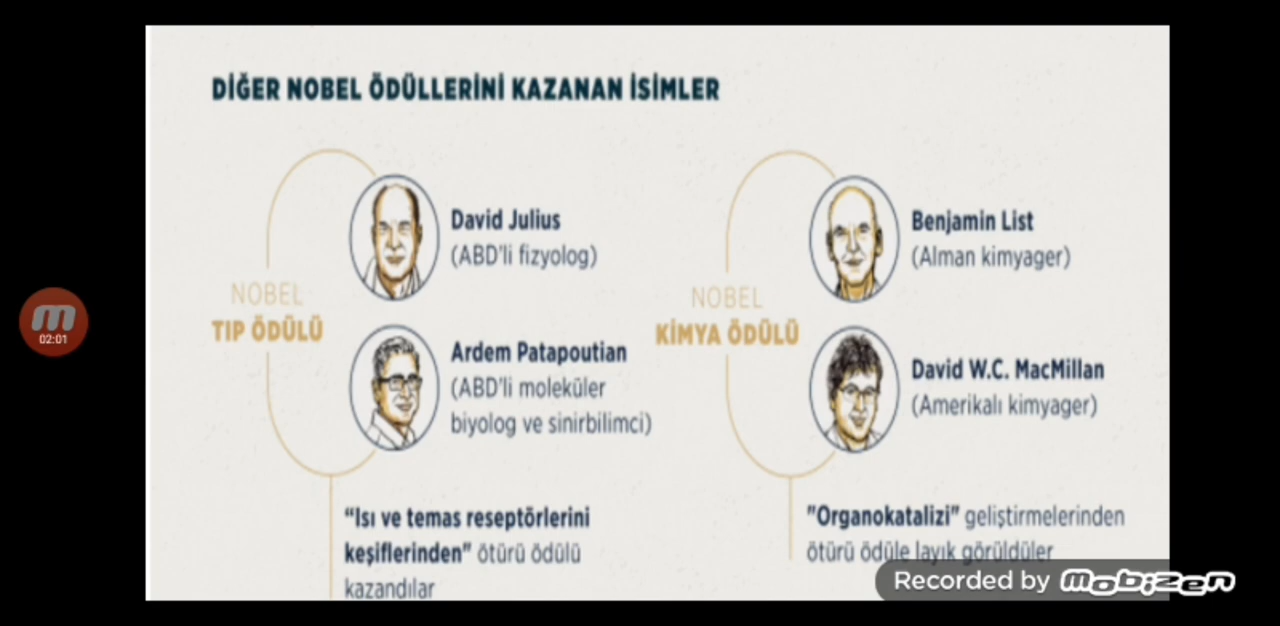 DİĞER NOBEL ÖDÜLLERİNİ KAZANAN İSİMLER
NOBEL
TIP ÖDÜLÜ
David Julius
(ABD'li fizyolog)
Ardem Patapoutian
(ABD'li moleküler
biyolog ve sinirbilimci)
“Isı ve temas reseptörlerini
keşiflerinden” ötürü ödülü
kazandılar
NOBEL
KİMYA ÖDÜLÜ
Benjamin List
(Alman kimyager)
David W.C. MacMillan
(Amerikalı kimyager)
"Organokatalizi" geliştirmelerinden
ötürü ödüle layık görüldüler
02:01
Recorded by mobizen